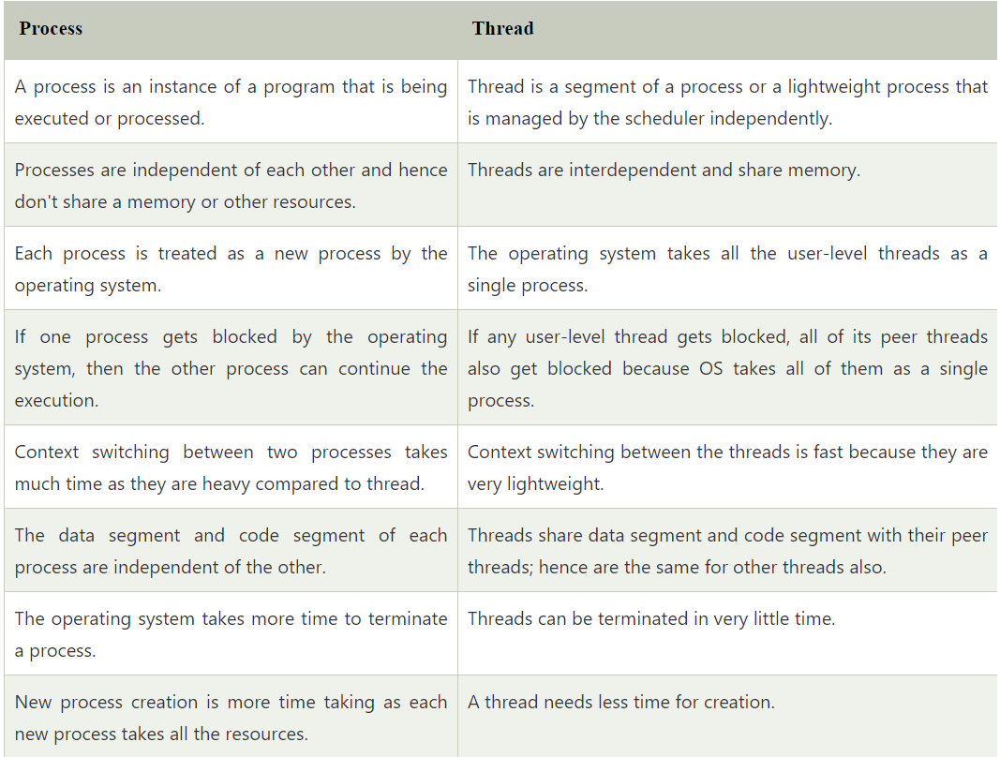 Process Thread
A process is an instance of a program that is being
executed or processed.
Thread is a segment of a process or a lightweight process that
is managed by the scheduler independently.
Processes are independent of each other and hence
don't share a memory or other resources.
Threads are interdependent and share memory.
Each process is treated as a new process by the
operating system.
The operating system takes all the user-level threads as a
single process.
If one process gets blocked by the operating
system, then the other process can continue the
execution.
If any user-level thread gets blocked, all of its peer threads
also get blocked because OS takes all of them as a single
process.
Context switching between two processes takes
much time as they are heavy compared to thread.
Context switching between the threads is fast because they are
very lightweight.
The data segment and code segment of each
process are independent of the other.
Threads share data segment and code segment with their peer
threads; hence are the same for other threads also.
The operating system takes more time to terminate
a process.
Threads can be terminated in very little time.
New process creation is more time taking as each
new process takes all the resources.
A thread needs less time for creation.